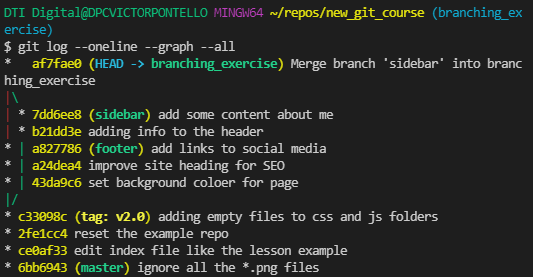 DTI Digital@DPCVICTORPONTELLO MINGW64 ~/repos/new_git_course (branching_ex
ercise)
$ git log --oneline --graph --all
*   af7fae0 (HEAD -> branching_exercise) Merge branch 'sidebar' into branc
hing_exercise
|\
| * 7dd6ee8 (sidebar) add some content about me
| * b21dd3e adding info to the header
* | a827786 (footer) add links to social media
* | a24dea4 improve site heading for SEO
* | 43da9c6 set background coloer for page
|/
* c33098c (tag: v2.0) adding empty files to css and js folders
* 2fe1cc4 reset the example repo
* ce0af33 edit index file like the lesson example
* 6bb6943 (master) ignore all the *.png files